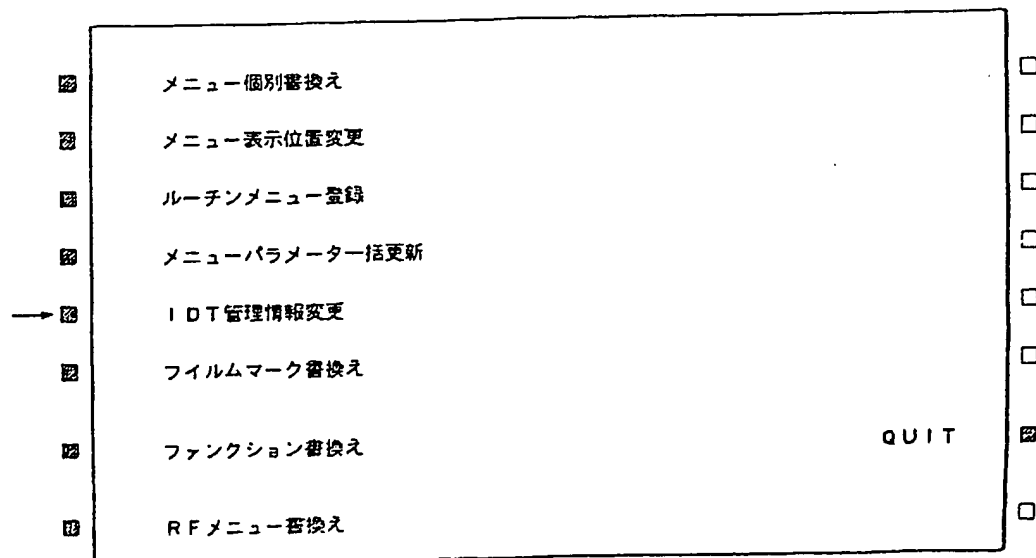 メニュー個別書換え
メニュー表示位置変更
ルーチンメニュー登録
メニューパラメータ一括更新
IDT管理情報変更
フイルムマーク書換え
ファンクション書換え
QUIT
RFメニュー書換え